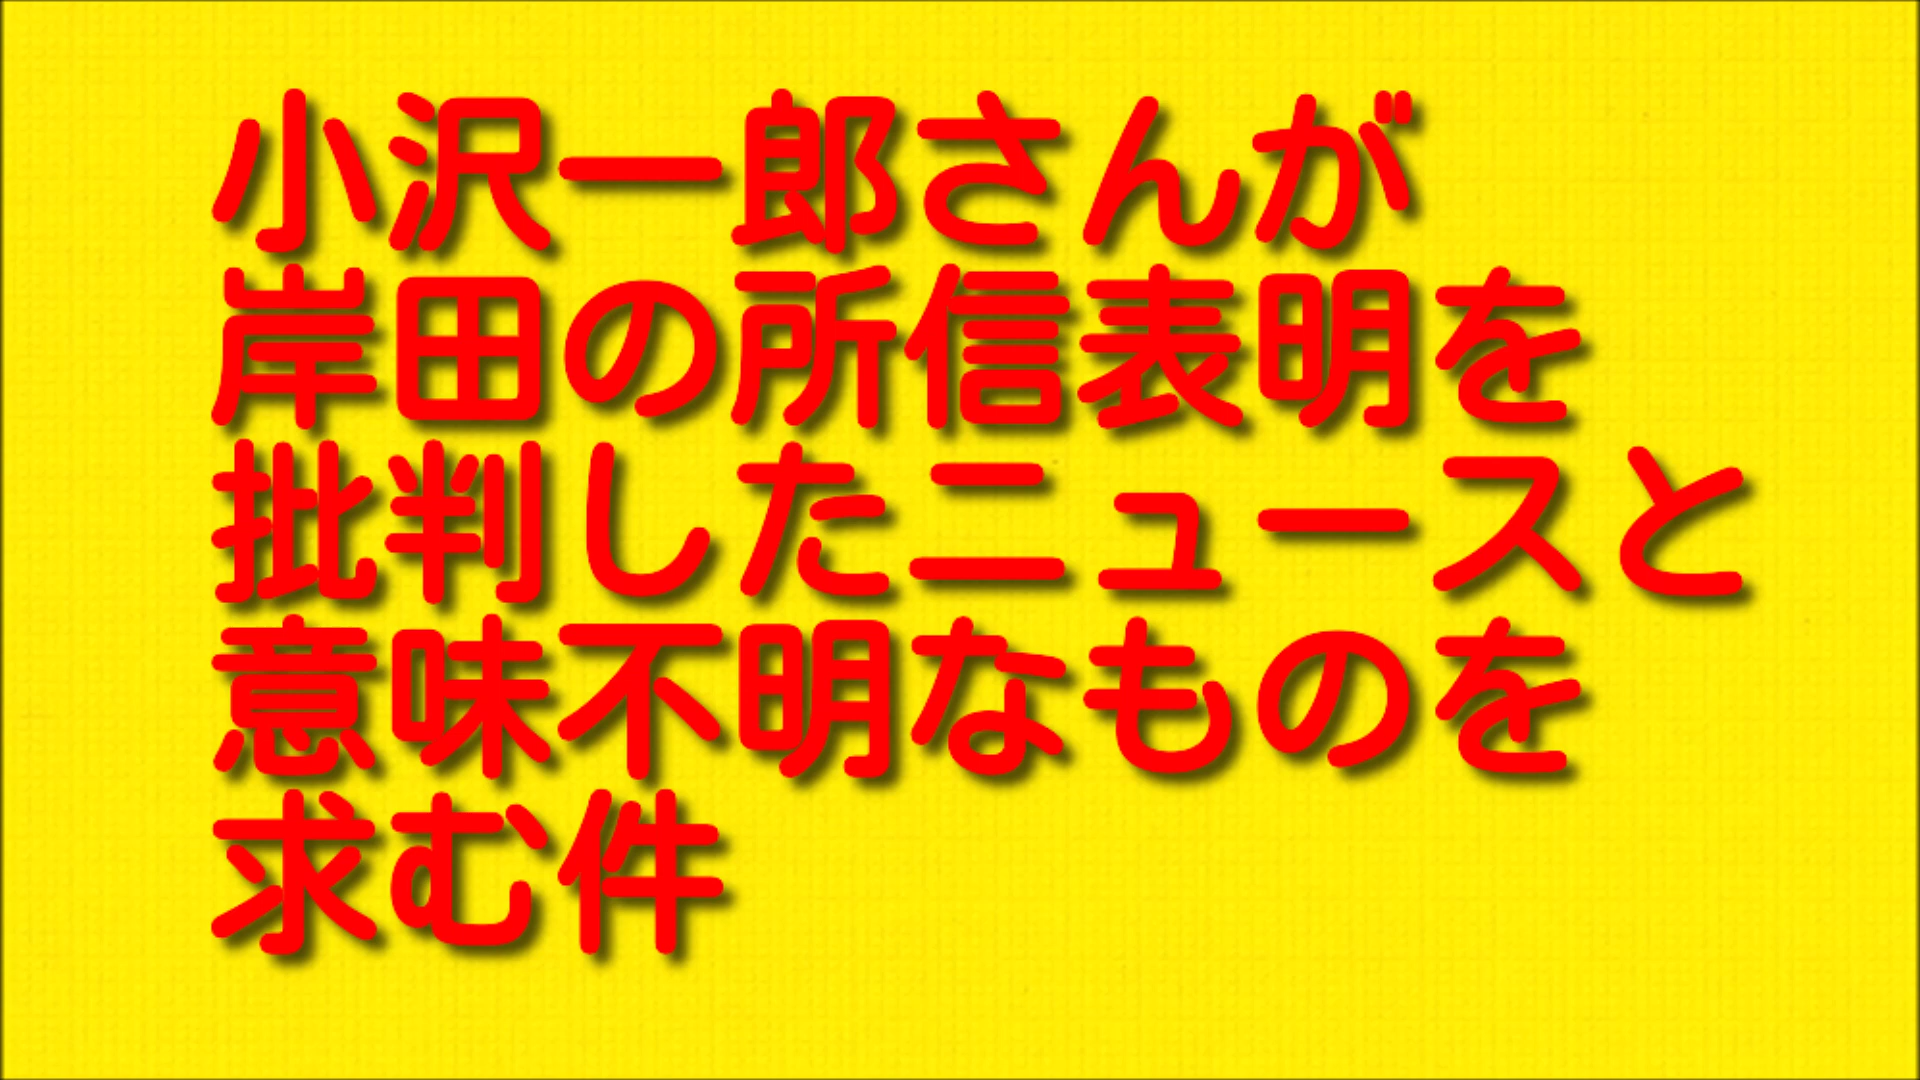 小沢一郎さんが
岸田の所信表明を
批判したニュースと
意味不明なものを
求む件